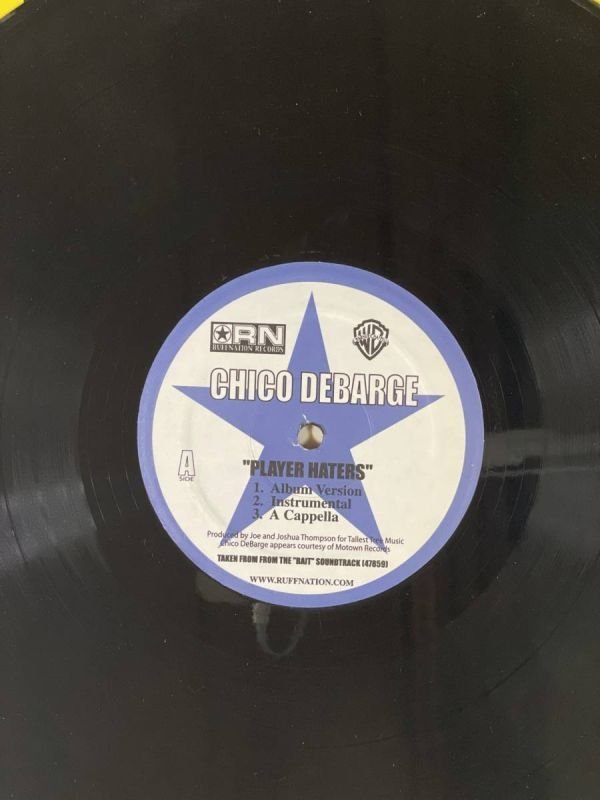 RN
RUFFNATION RECORDS
WB
CHICO DEBARGE
"PLAYER HATERS"
A
SIDE
1. Album Version
2. Instrumental
3. A Cappella
Produced by Joe and Joshua Thompson for Tallest Tree Music
Chico DeBarge appears courtesy of Motown Records
TAKEN FROM FROM THE "BAIT" SOUNDTRACK (47859)
WWW.RUFFNATION.COM